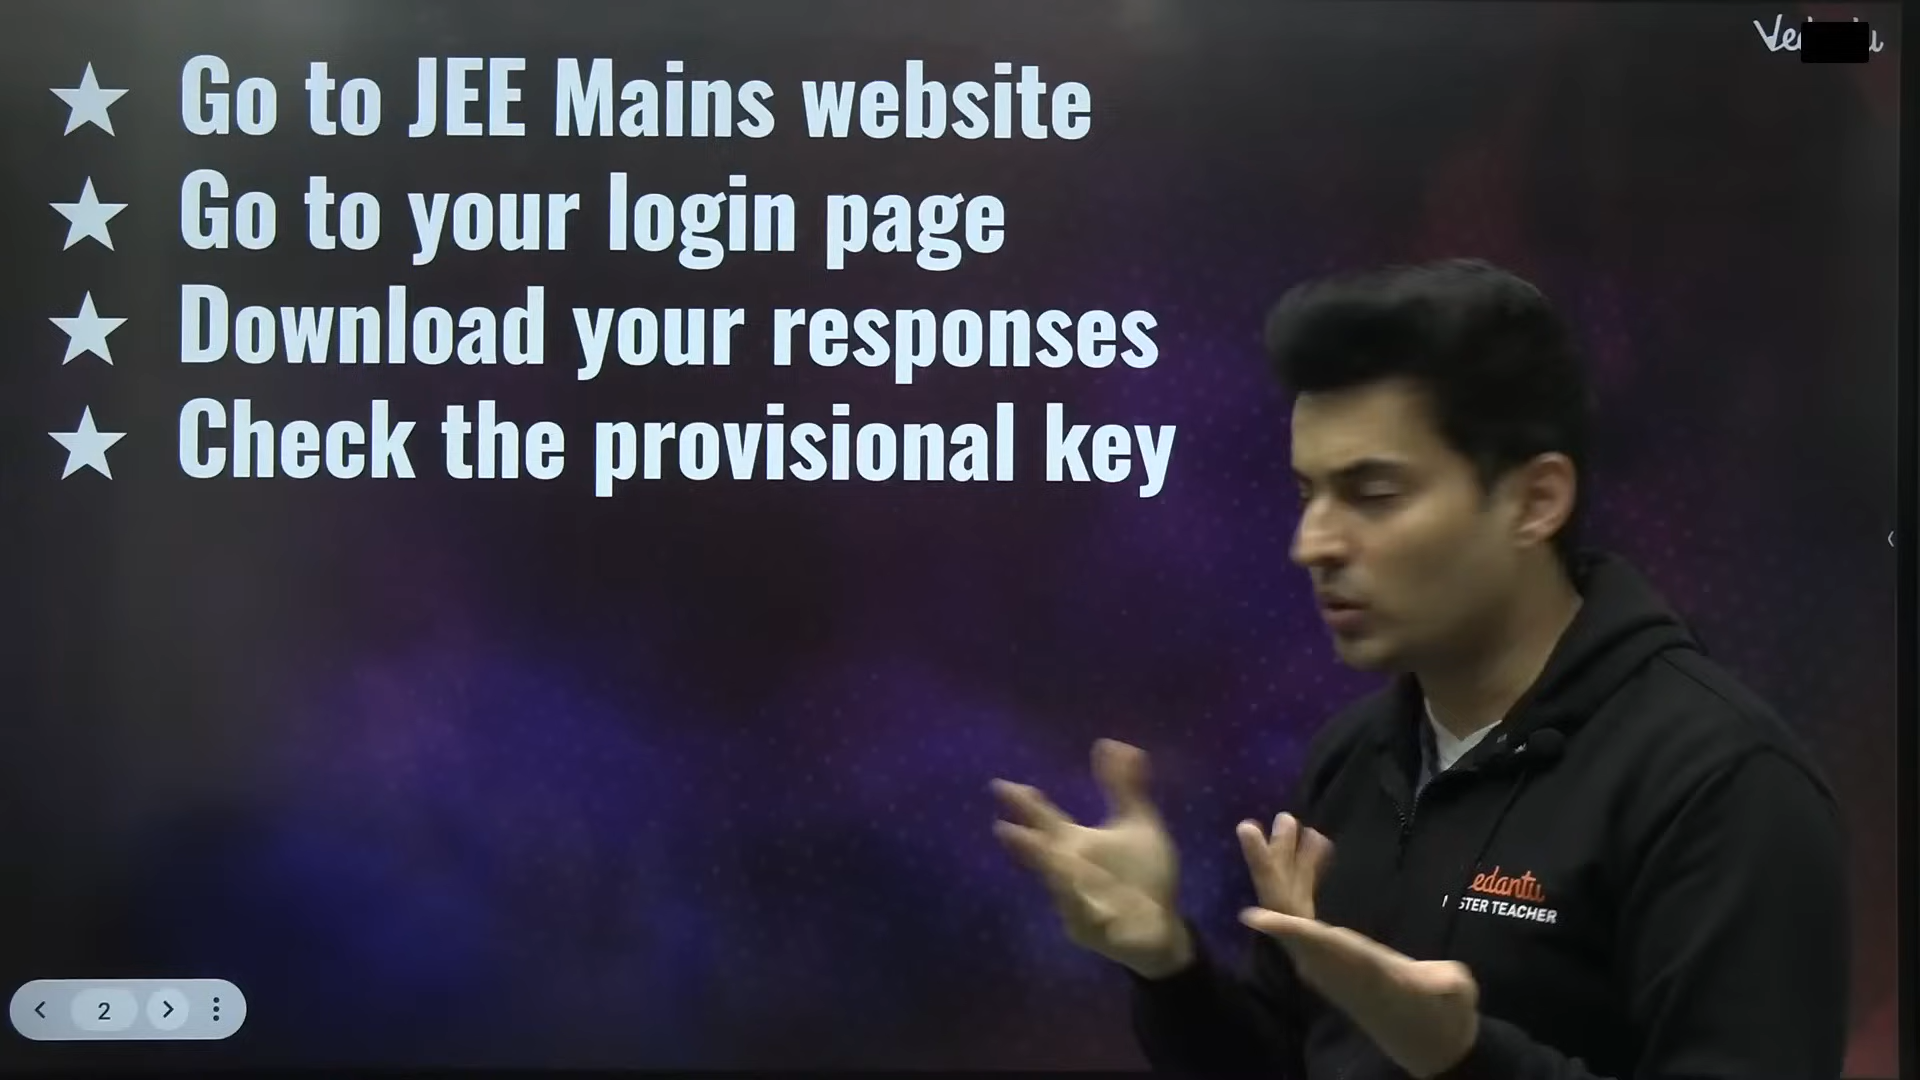 Go to JEE Mains website
Go to your login page
Download your responses
Check the provisional key
edantu
TEACHER
2